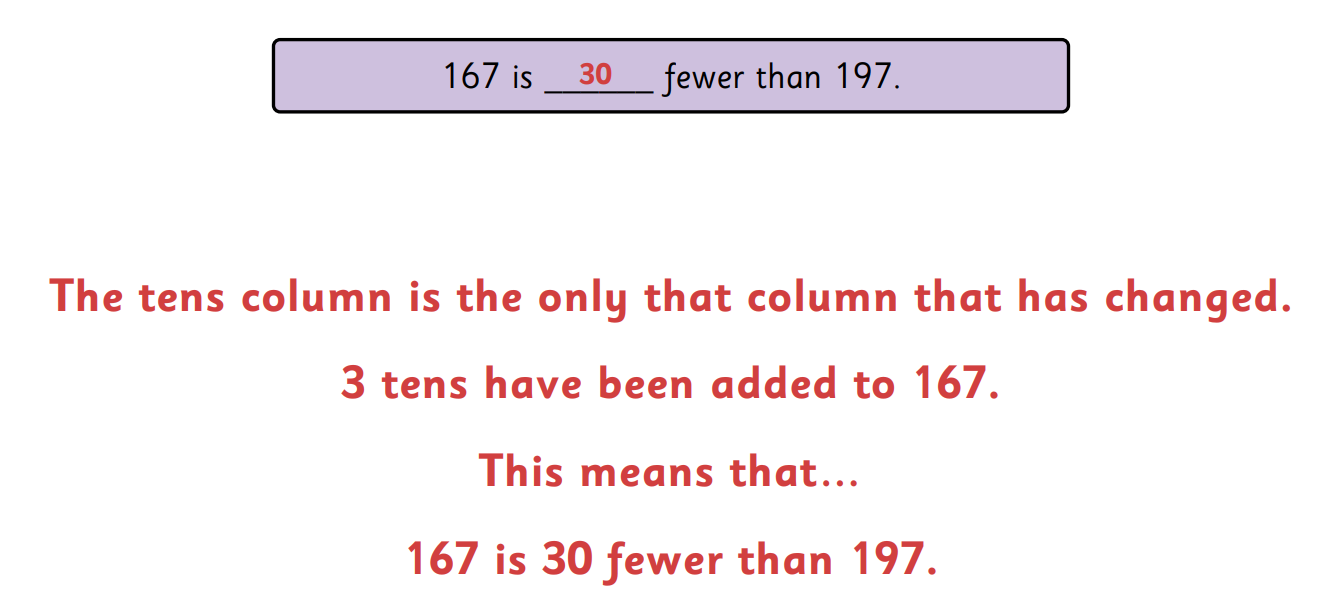 167 is 30 fewer than 197.
The tens column is the only that column that has changed.
3 tens have been added to 167.
This means that...
167 is 30 fewer than 197.